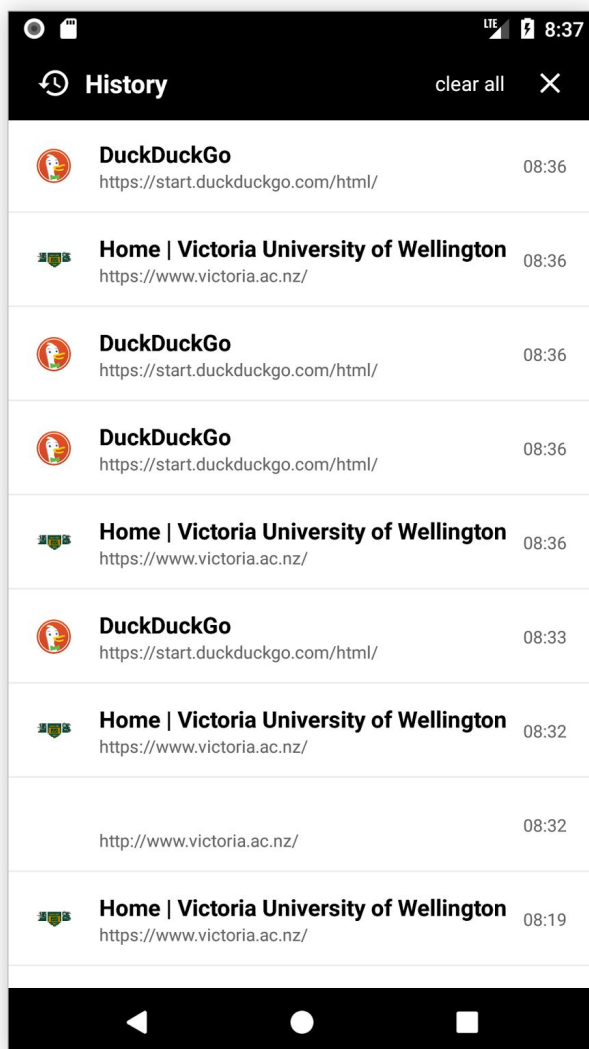 LTE 8:37
History clear all
DuckDuckGo
https://start.duckduckgo.com/html/
08:36
Home | Victoria University of Wellington
https://www.victoria.ac.nz/
08:36
DuckDuckGo
https://start.duckduckgo.com/html/
08:36
DuckDuckGo
https://start.duckduckgo.com/html/
08:36
Home | Victoria University of Wellington
https://www.victoria.ac.nz/
08:36
DuckDuckGo
https://start.duckduckgo.com/html/
08:33
Home | Victoria University of Wellington
https://www.victoria.ac.nz/
08:32
http://www.victoria.ac.nz/
08:32
Home | Victoria University of Wellington
https://www.victoria.ac.nz/
08:19